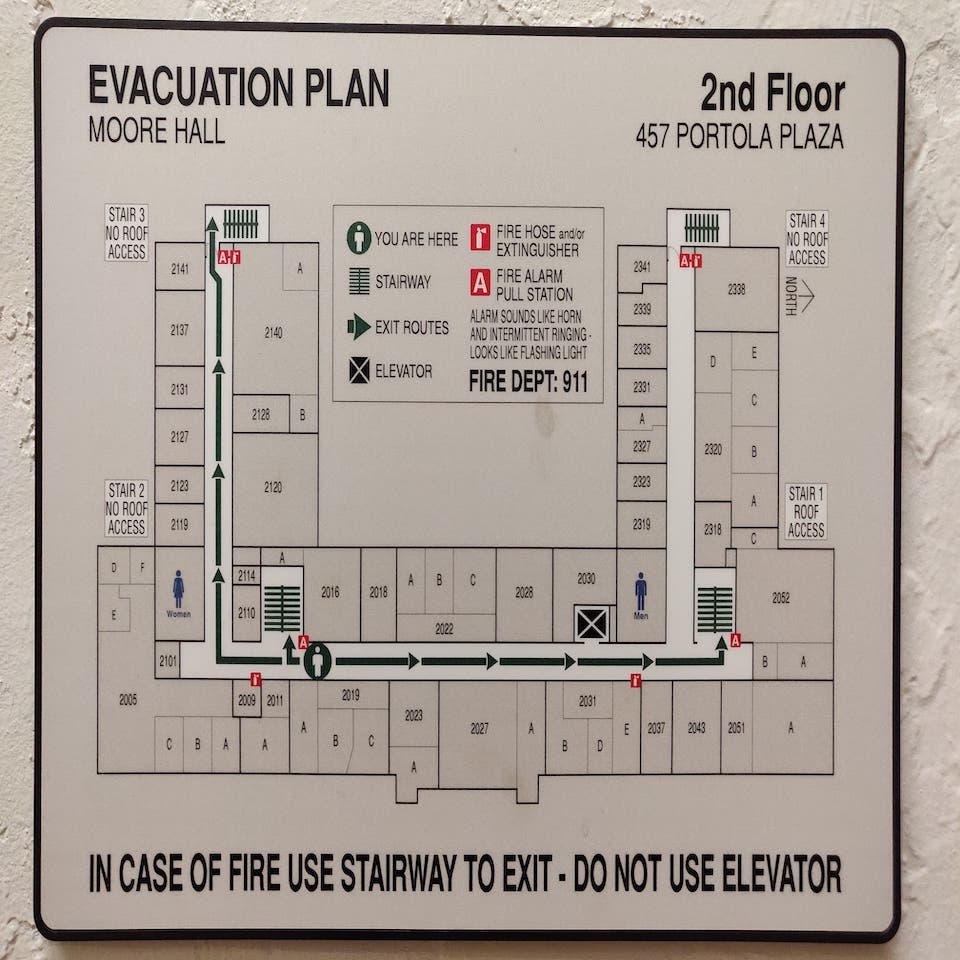 EVACUATION PLAN
MOORE HALL
2nd Floor
457 PORTOLA PLAZA
STAIR 3
NO ROOF
ACCESS
YOU ARE HERE
STAIRWAY
EXIT ROUTES
ELEVATOR
FIRE HOSE and/or
EXTINGUISHER
A
FIRE ALARM
PULL STATION
ALARM SOUNDS LIKE HORN
AND INTERMITTENT RINGING -
LOOKS LIKE FLASHING LIGHT
FIRE DEPT: 911
STAIR 4
NO ROOF
ACCESS
NORTH
A
A
2141
A
2137
2140
2131
2128
B
2127
2123
2120
2119
STAIR 2
NO ROOF
ACCESS
2341
2338
2339
2335
D
E
2331
C
A
2327
2320
B
2323
A
2319
2318
C
STAIR 1
ROOF
ACCESS
D
F
E
Women
2114
A
2110
2016
2018
A
B
C
2022
2028
2030
Men
2052
A
A
2101
B
A
2005
C
B
A
2009
2011
A
A
2019
B
C
2023
A
2027
A
2031
B
D
E
2037
2043
2051
A
IN CASE OF FIRE USE STAIRWAY TO EXIT - DO NOT USE ELEVATOR